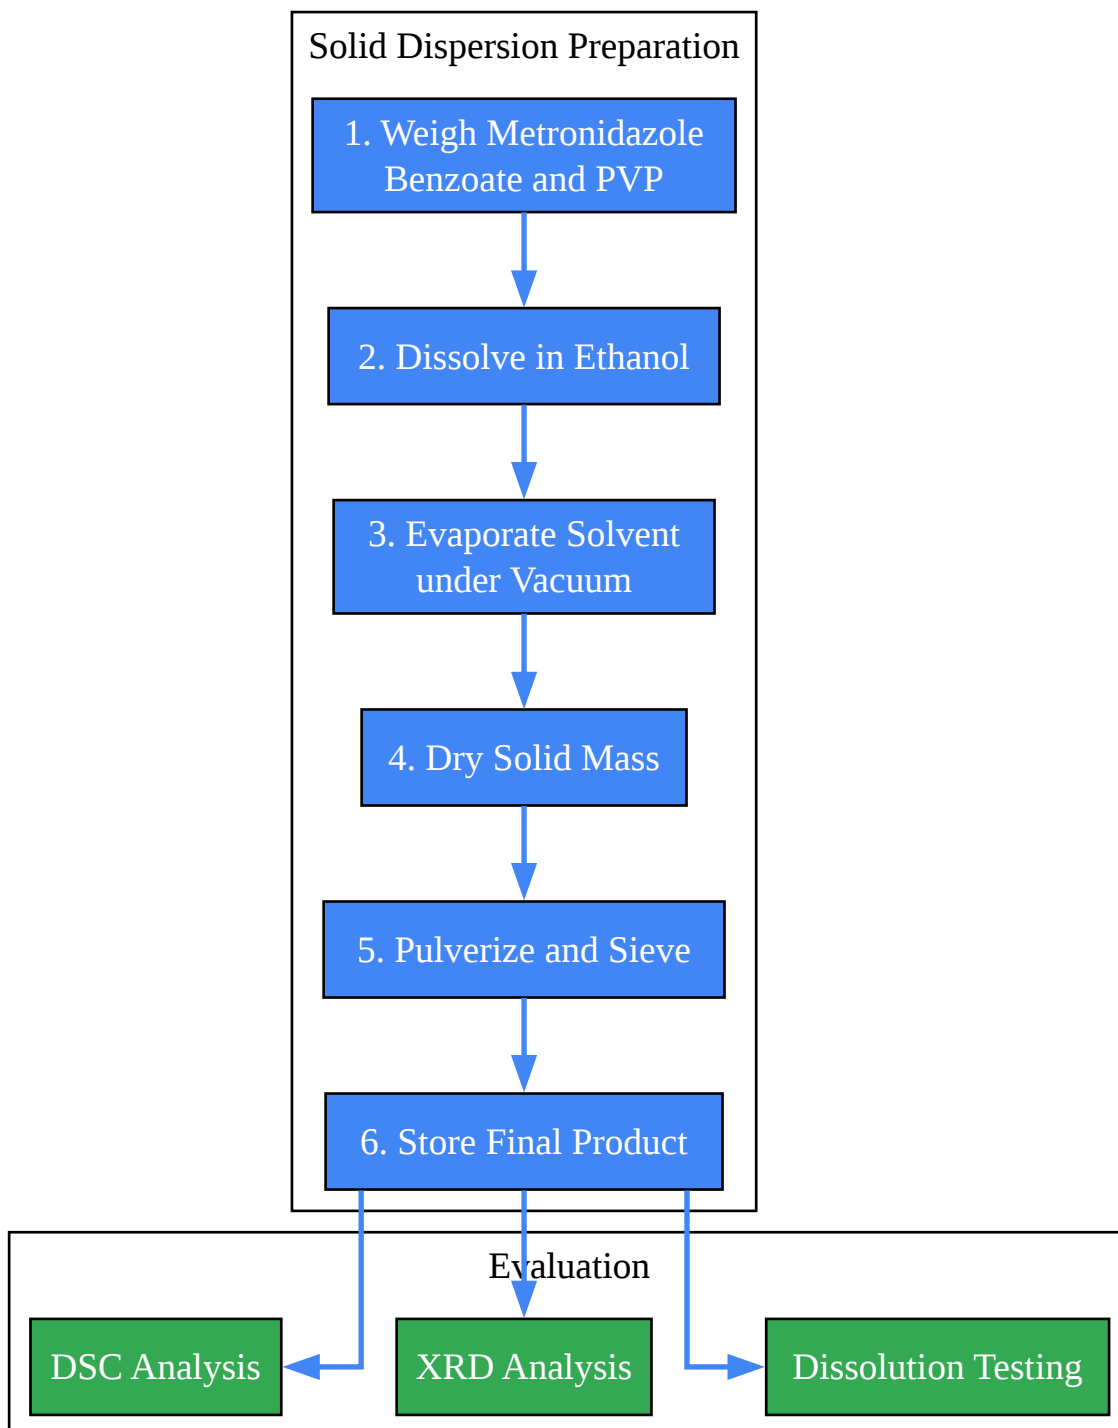 Solid Dispersion Preparation
1. Weigh Metronidazole
Benzoate and PVP
2. Dissolve in Ethanol
3. Evaporate Solvent
under Vacuum
4. Dry Solid Mass
5. Pulverize and Sieve
6. Store Final Product
Evaluation
DSC Analysis
XRD Analysis
Dissolution Testing